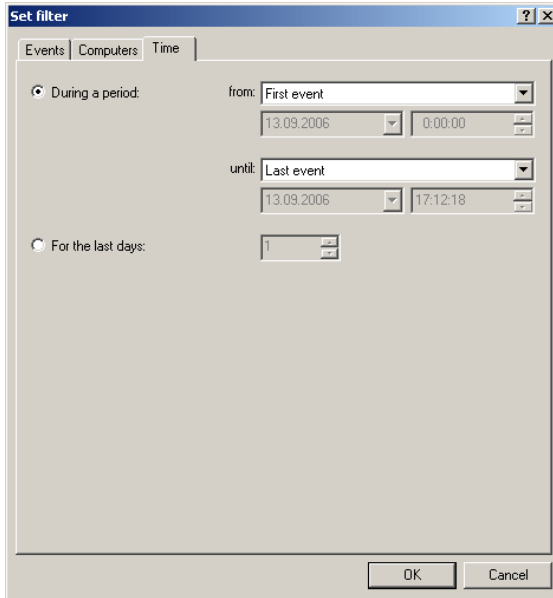 Set filter
Events Computers Time
During a period: from: First event
13.09.2006 0:00:00
until: Last event
13.09.2006 17:12:18
For the last days: 1
OK Cancel